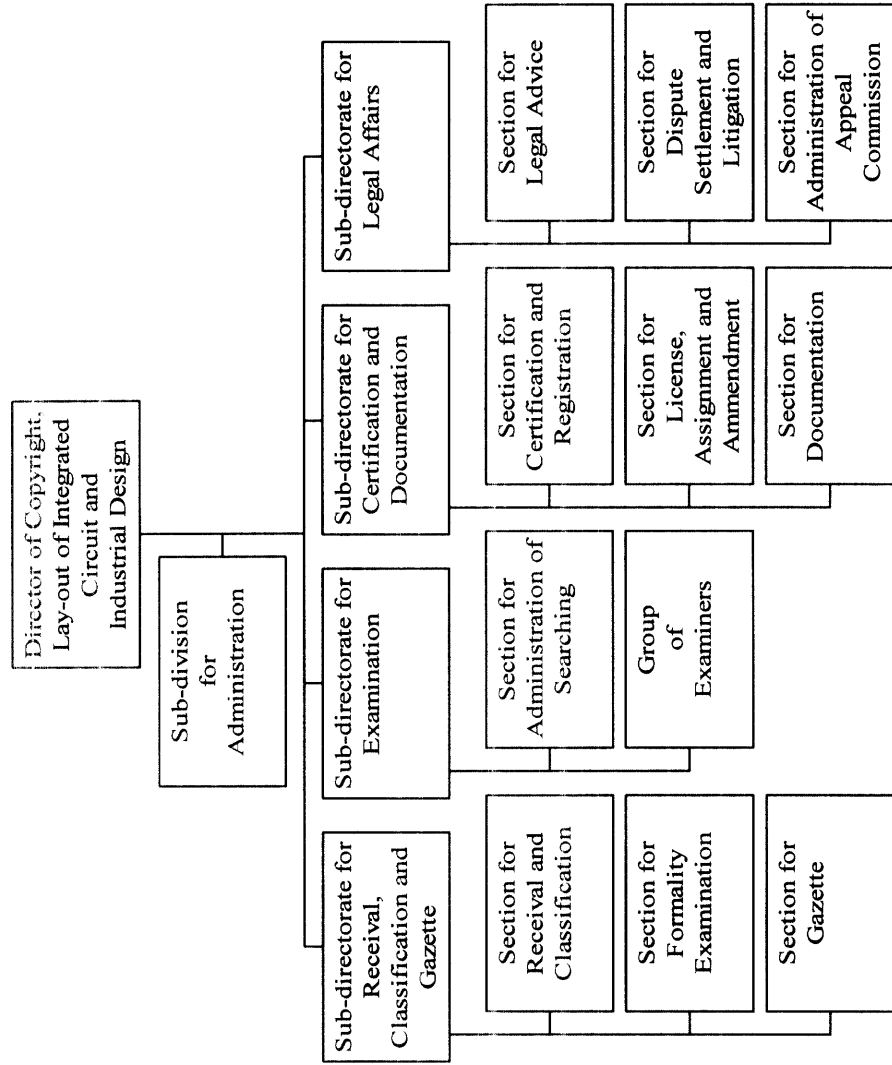 Director of Copyright,
Lay-out of Integrated
Circuit and
Industrial Design
Sub-division
for
Administration
Sub-directorate for
Receival,
Classification and
Gazette
Section for
Receival and
Classification
Section for
Formality
Examination
Section for
Gazette
Sub-directorate for
Examination
Section for
Administration of
Searching
Group
of
Examiners
Sub-directorate for
Certification and
Documentation
Section for
Certification and
Registration
Section for
License,
Assignment and
Ammendment
Section for
Documentation
Sub-directorate for
Legal Affairs
Section for
Legal Advice
Section for
Dispute
Settlement and
Litigation
Section for
Administration of
Appeal
Commission